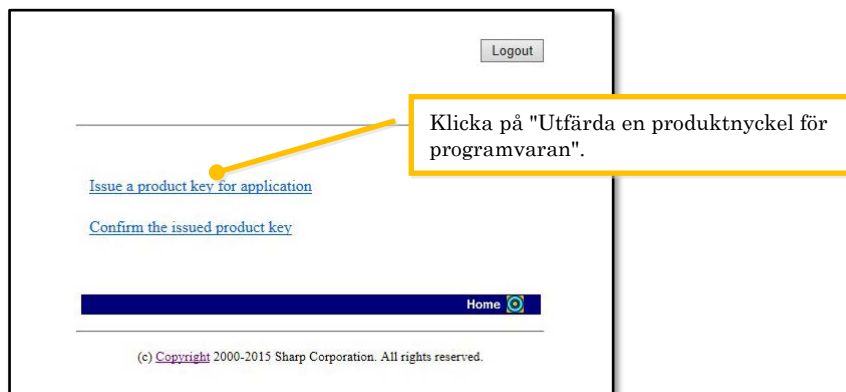 Logout
Klicka på "Utfärda en produktnyckel för
programvaran".
Issue a product key for application
Confirm the issued product key
Home
(c) Copyright 2000-2015 Sharp Corporation. All rights reserved.